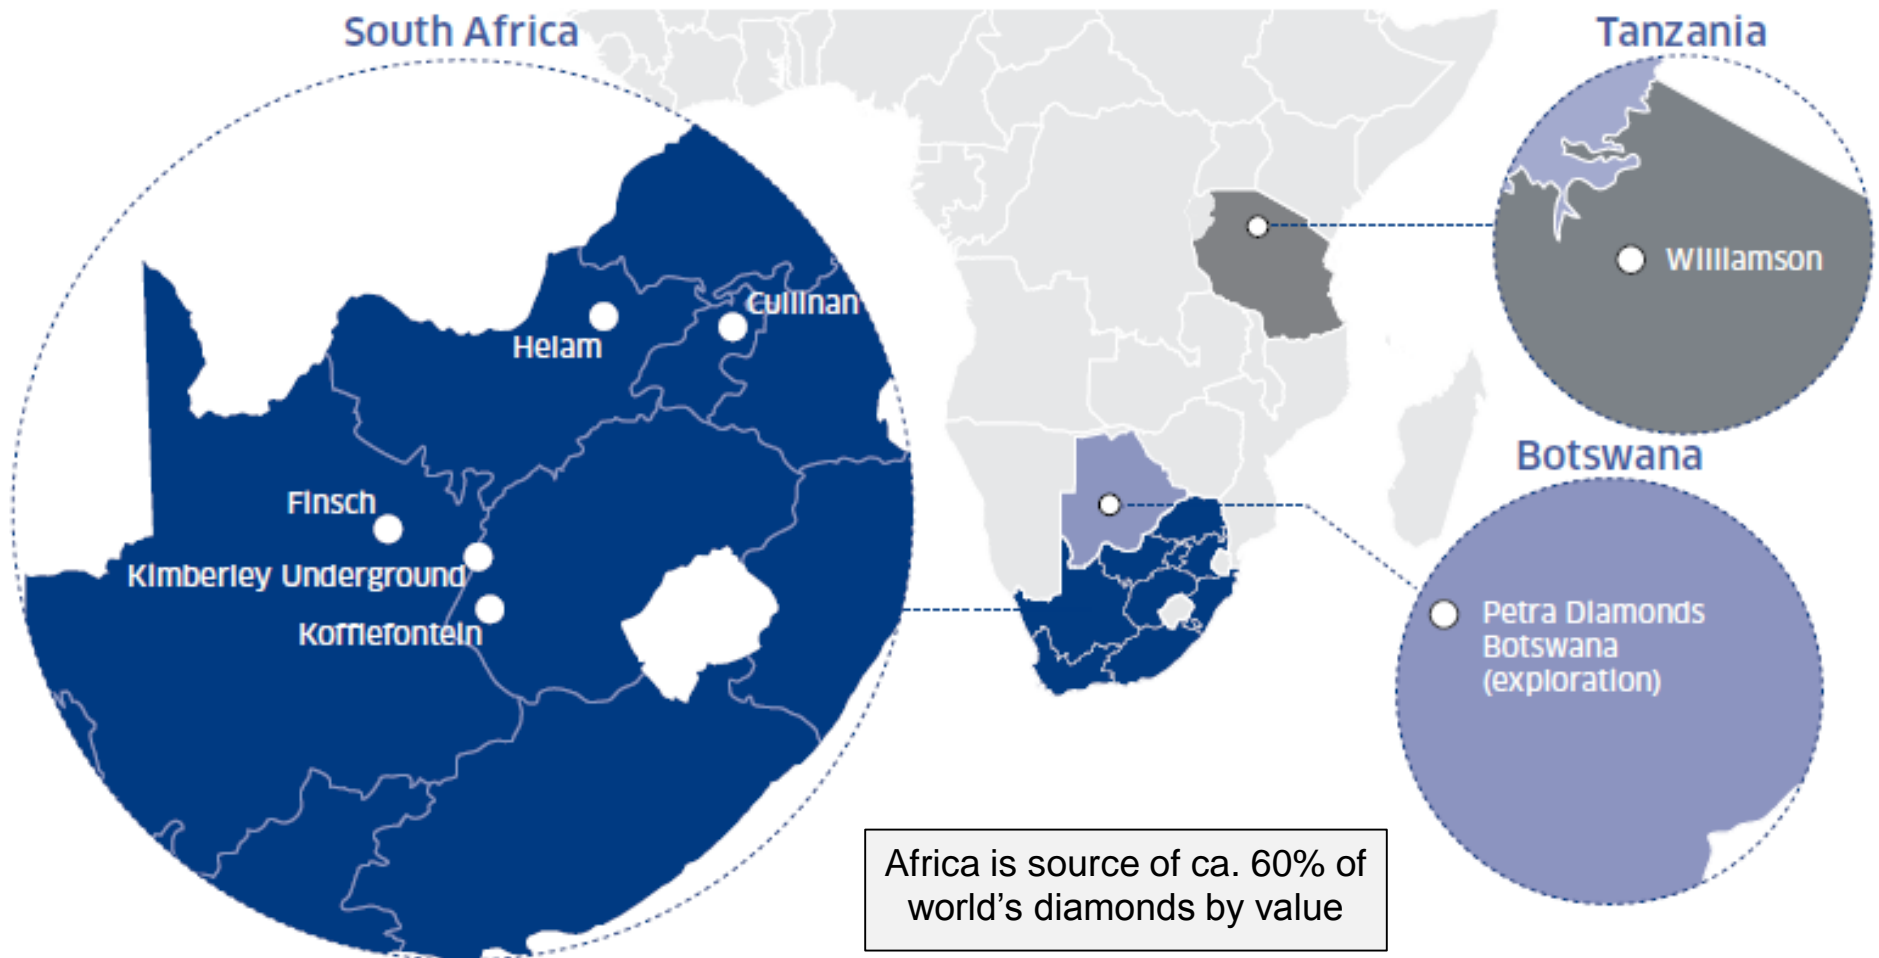 South Africa
Tanzania
Williamson
Cullinan
Helam
Finsch
Kimberley Underground
Koffiefontein
Botswana
Petra Diamonds
Botswana
(exploration)
Africa is source of ca. 60% of
world's diamonds by value